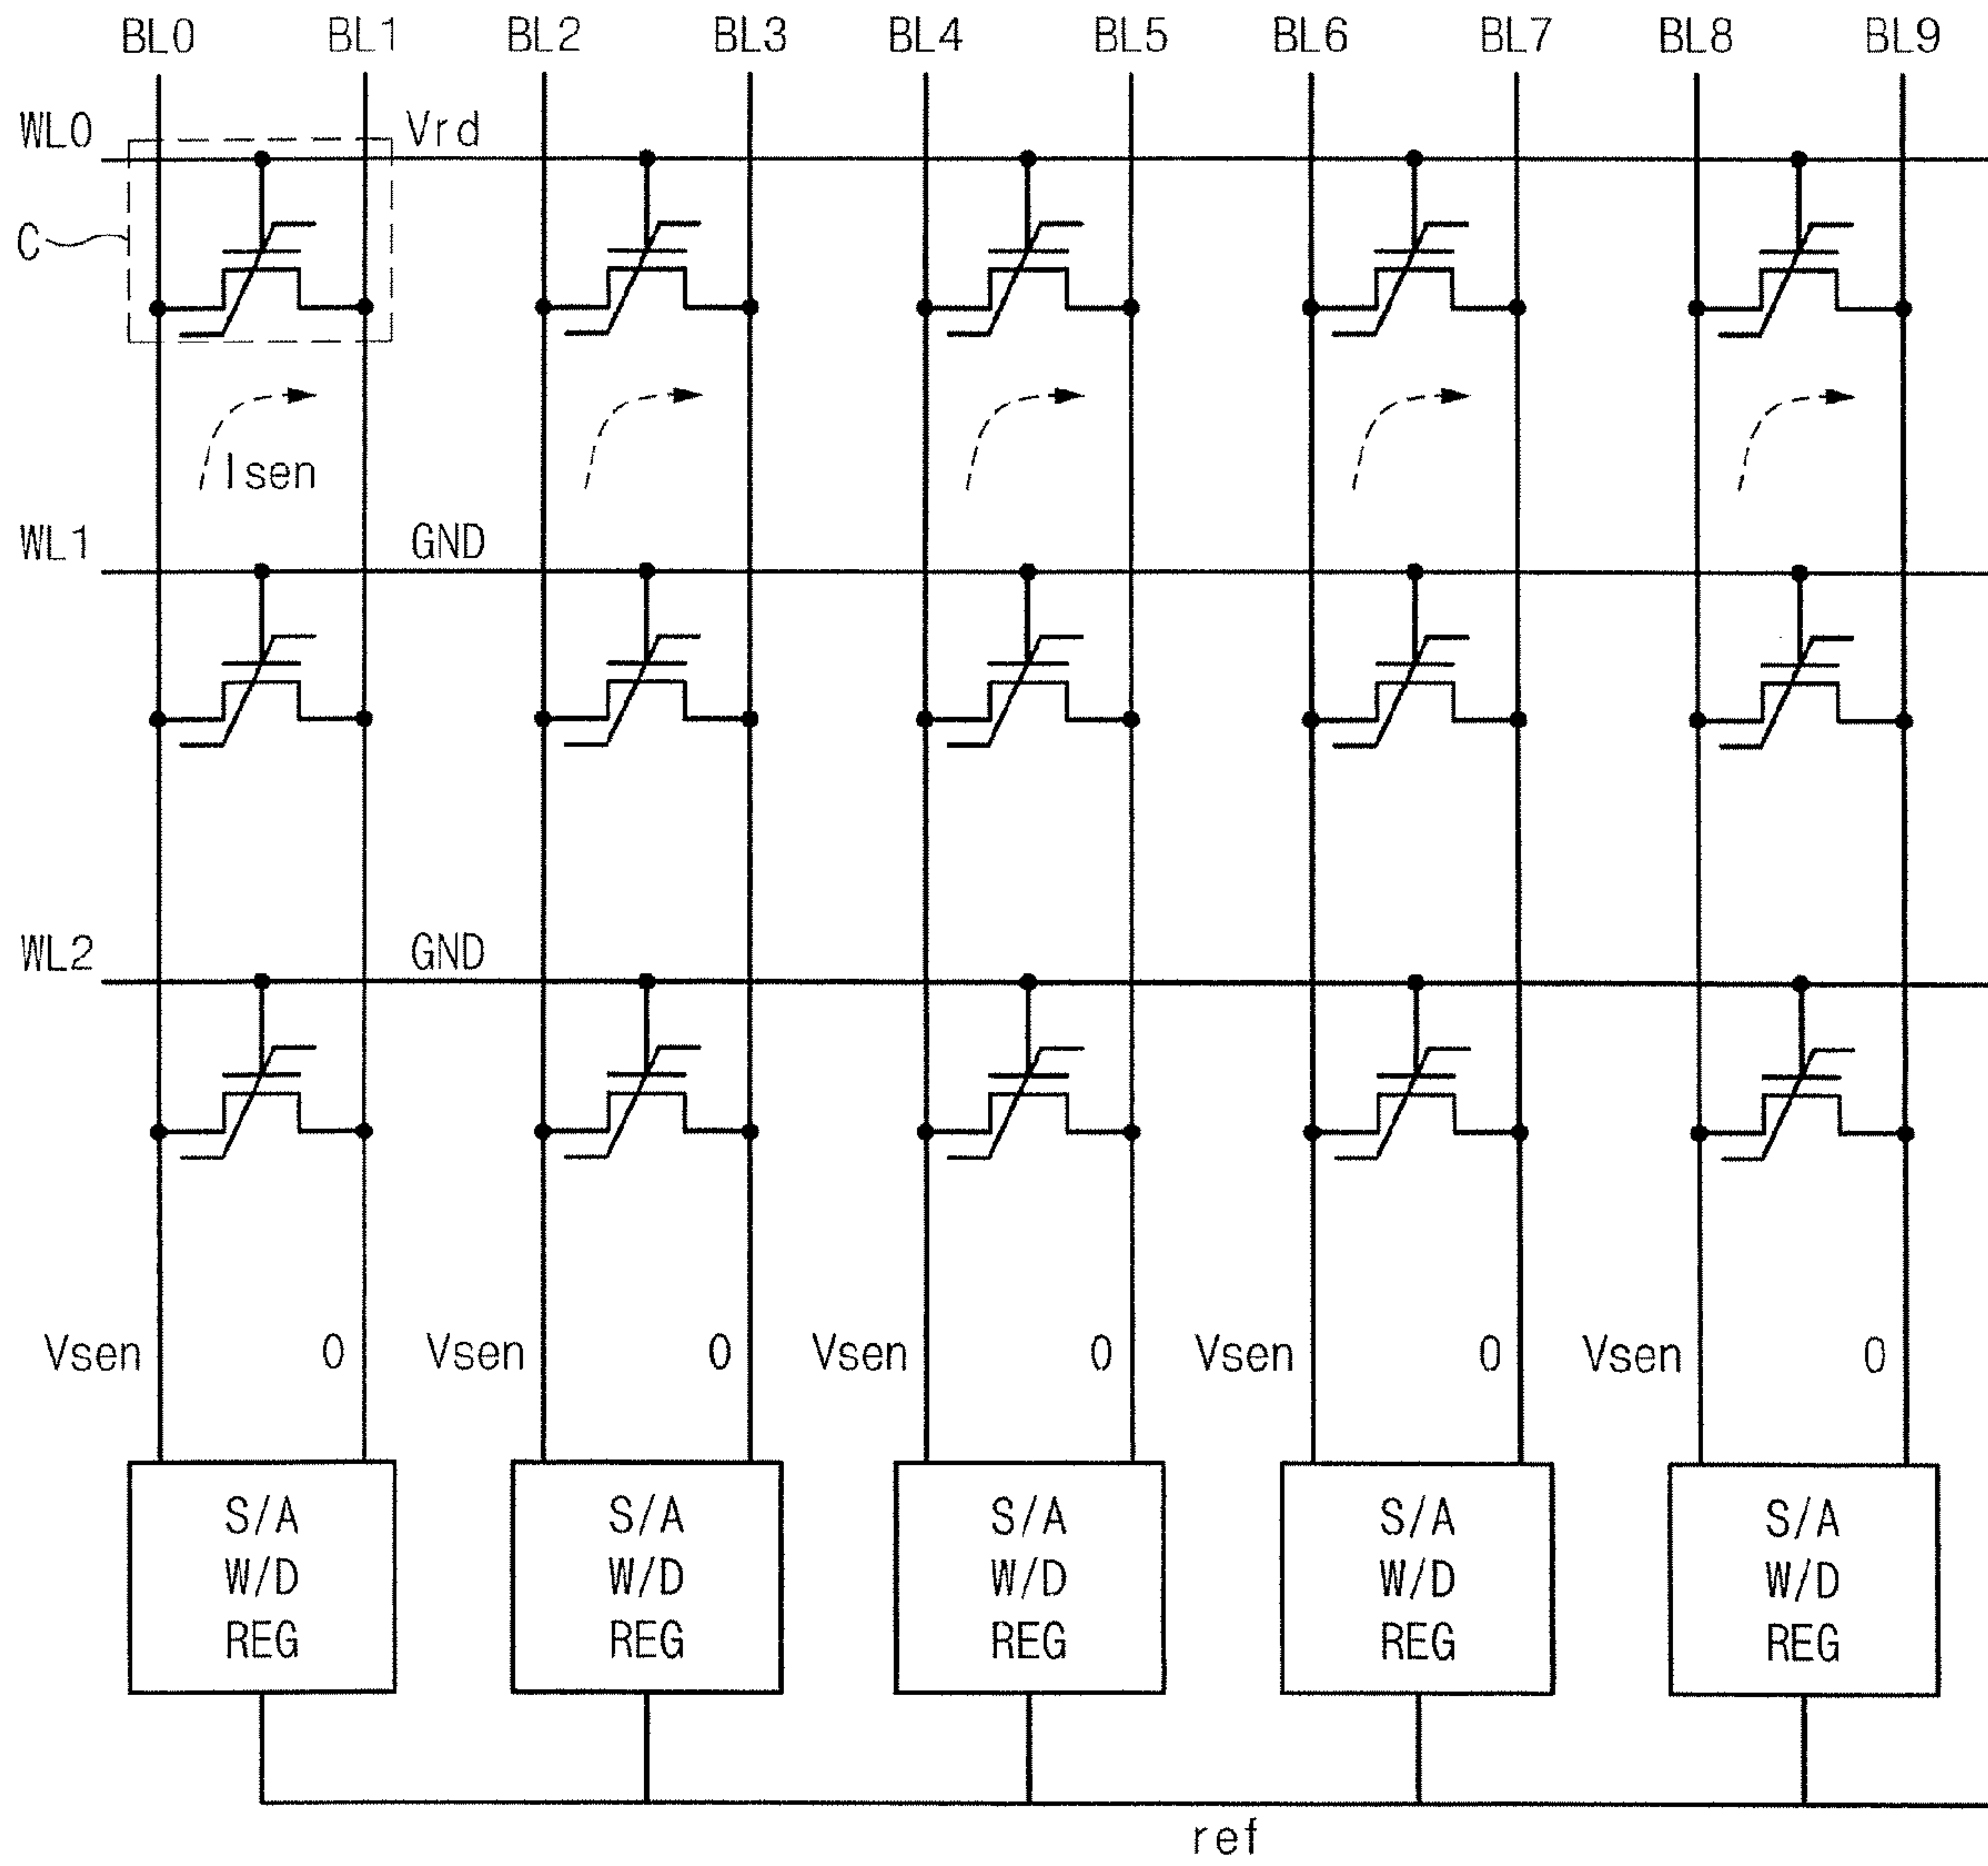 BL0 BL1 BL2 BL3 BL4 BL5 BL6 BL7 BL8 BL9
WL0 Vrd
C
Isen
WL1 GND
WL2 GND
Vsen 0 Vsen 0 Vsen 0 Vsen 0 Vsen 0
S/A S/A S/A S/A S/A
W/D W/D W/D W/D W/D
REG REG REG REG REG
ref